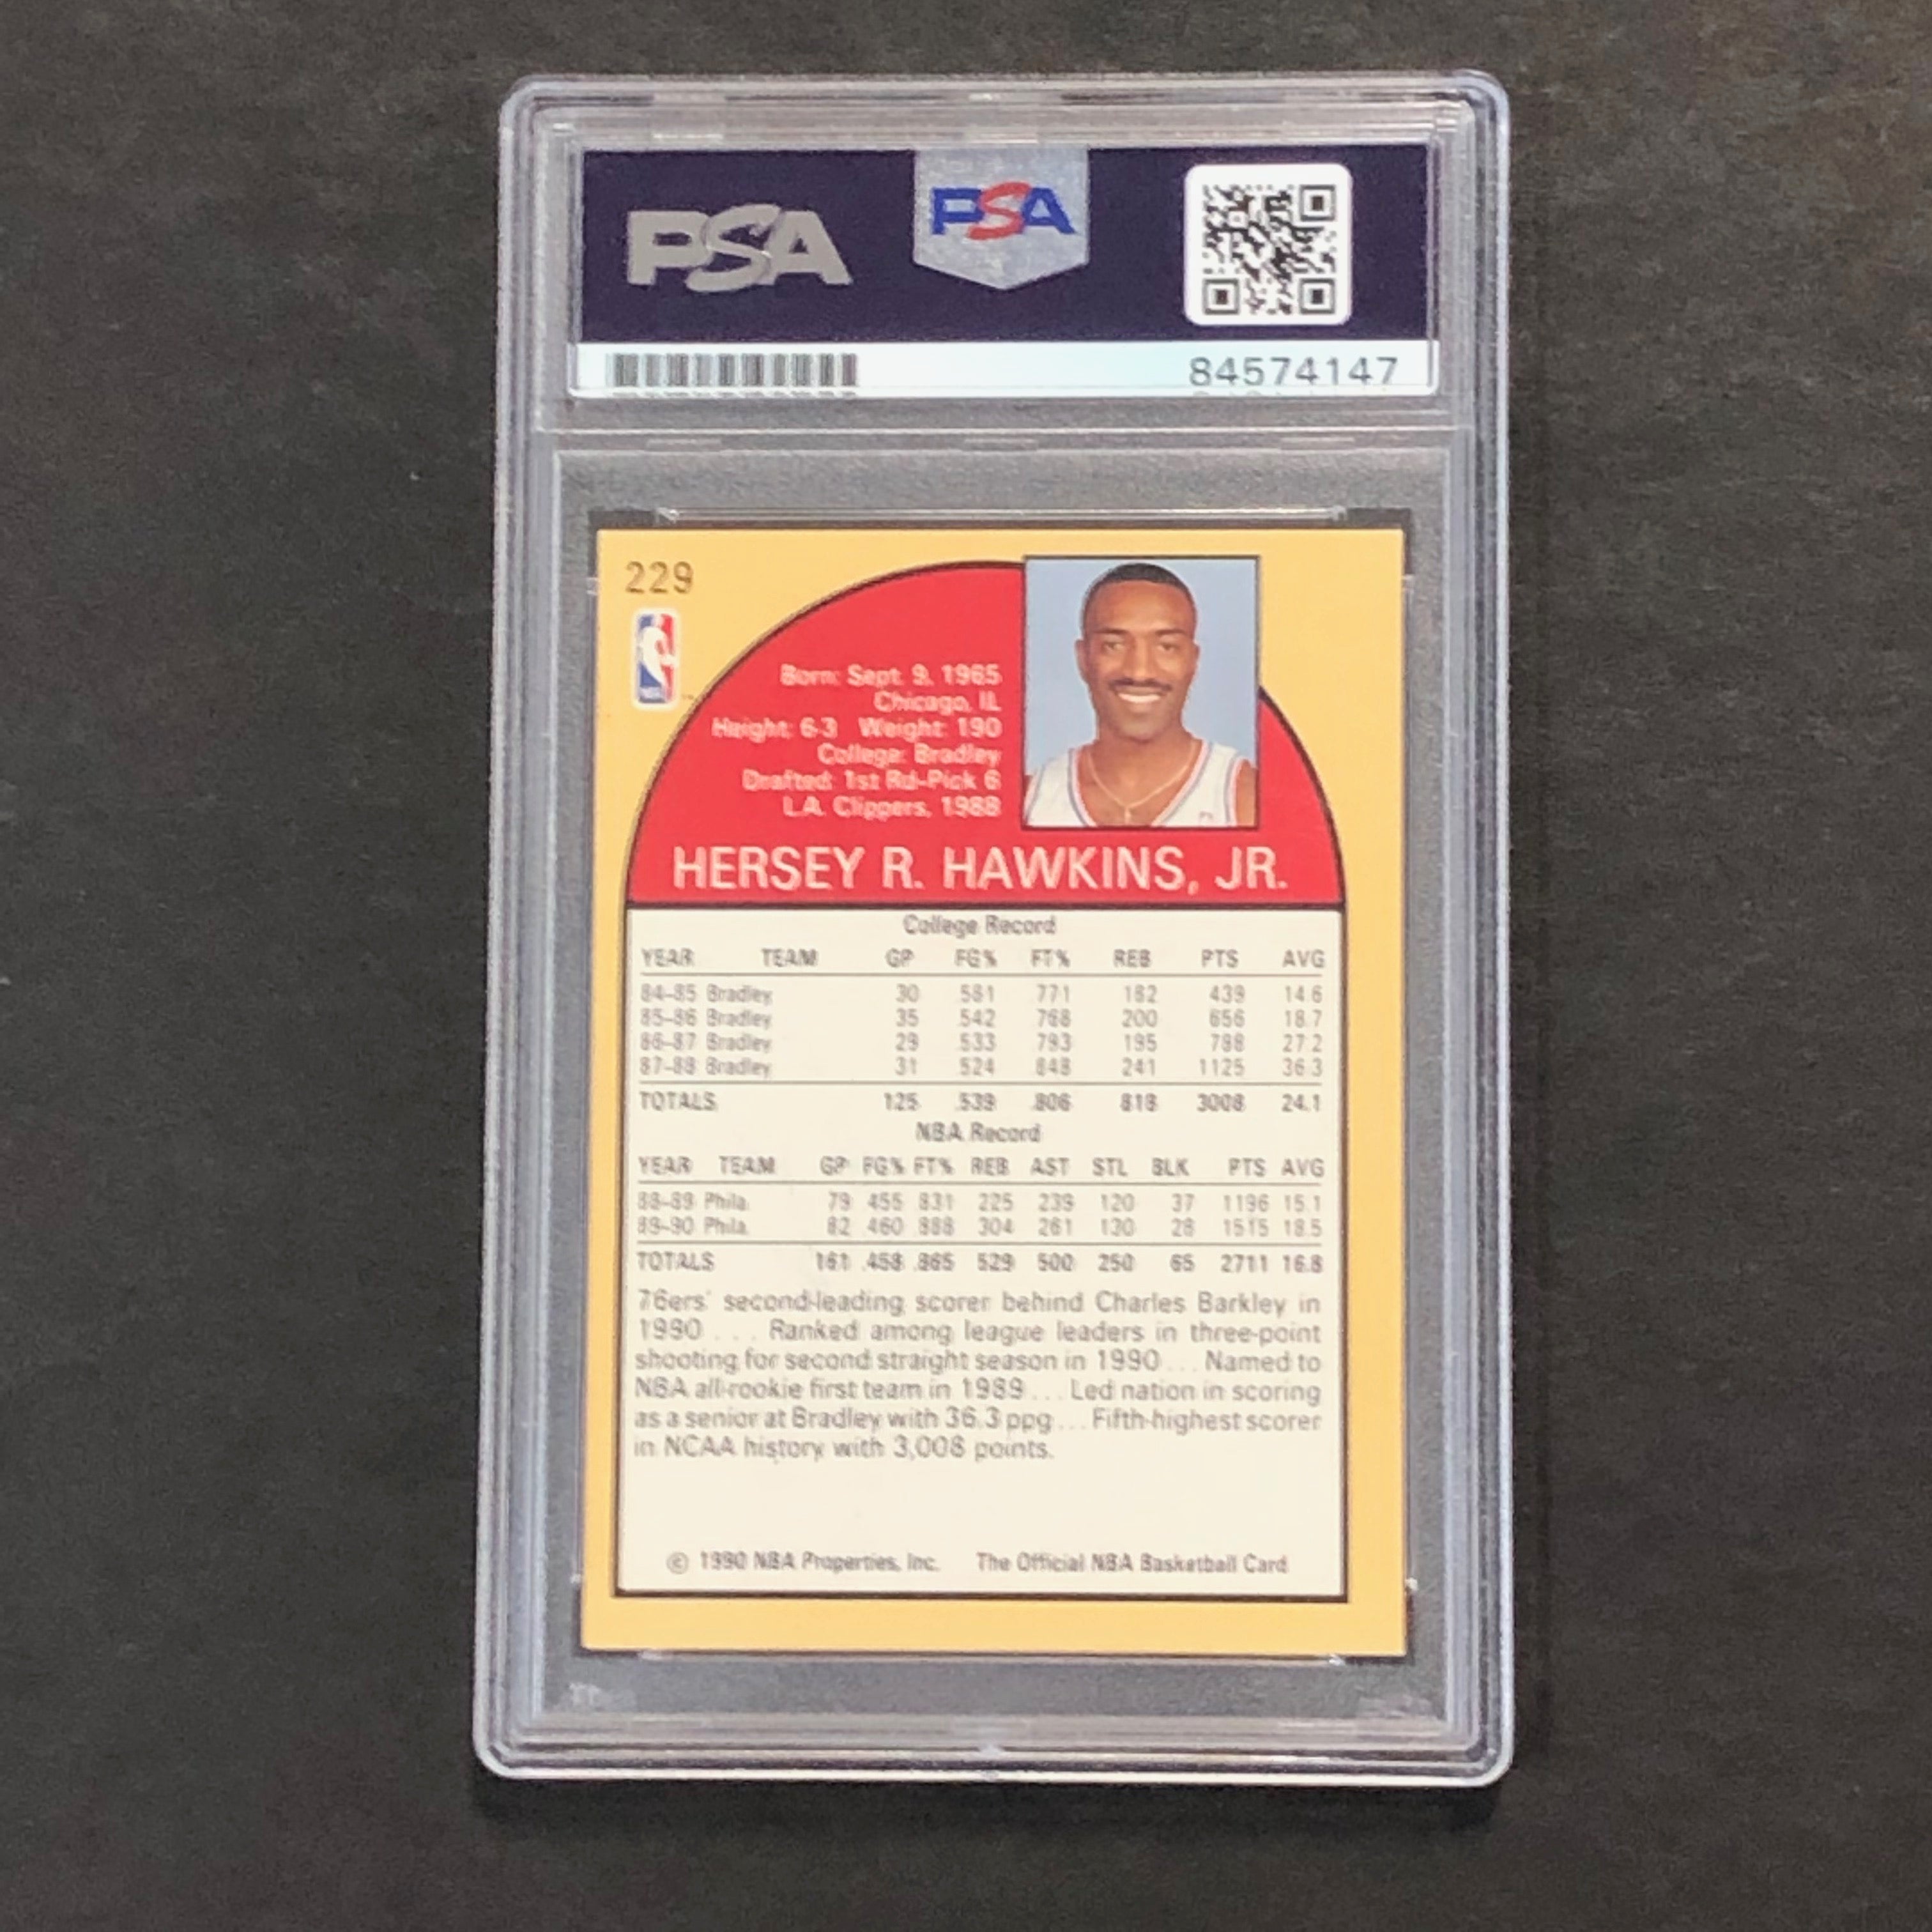 PSA PSA
84574147
229
NBA
Born: Sept. 9, 1965
Chicago, IL
Height: 6-3 Weight: 190
College: Bradley
Drafted: 1st Rd-Pick 6
L.A. Clippers, 1988
HERSEY R. HAWKINS, JR.
College Record
YEAR TEAM GP FG% FT% REB PTS AVG
84-85 Bradley 30 .581 .771 182 439 14.6
85-86 Bradley 35 .542 .768 200 656 18.7
86-87 Bradley 29 .533 .793 195 788 27.2
87-88 Bradley 31 .524 .848 241 1125 36.3
TOTALS 125 .539 .806 818 3008 24.1
NBA Record
YEAR TEAM GP FG% FT% REB AST STL BLK PTS AVG
88-89 Phila. 79 .455 .831 225 239 120 37 1196 15.1
89-90 Phila. 82 .460 .888 304 261 130 28 1515 18.5
TOTALS 161 .458 .865 529 500 250 65 2711 16.8
76ers' second-leading scorer behind Charles Barkley in
1990 . . . Ranked among league leaders in three-point
shooting for second straight season in 1990 . . . Named to
NBA all-rookie first team in 1989 . . . Led nation in scoring
as a senior at Bradley with 36.3 ppg . . . Fifth-highest scorer
in NCAA history with 3,008 points.
© 1990 NBA Properties, Inc. The Official NBA Basketball Card